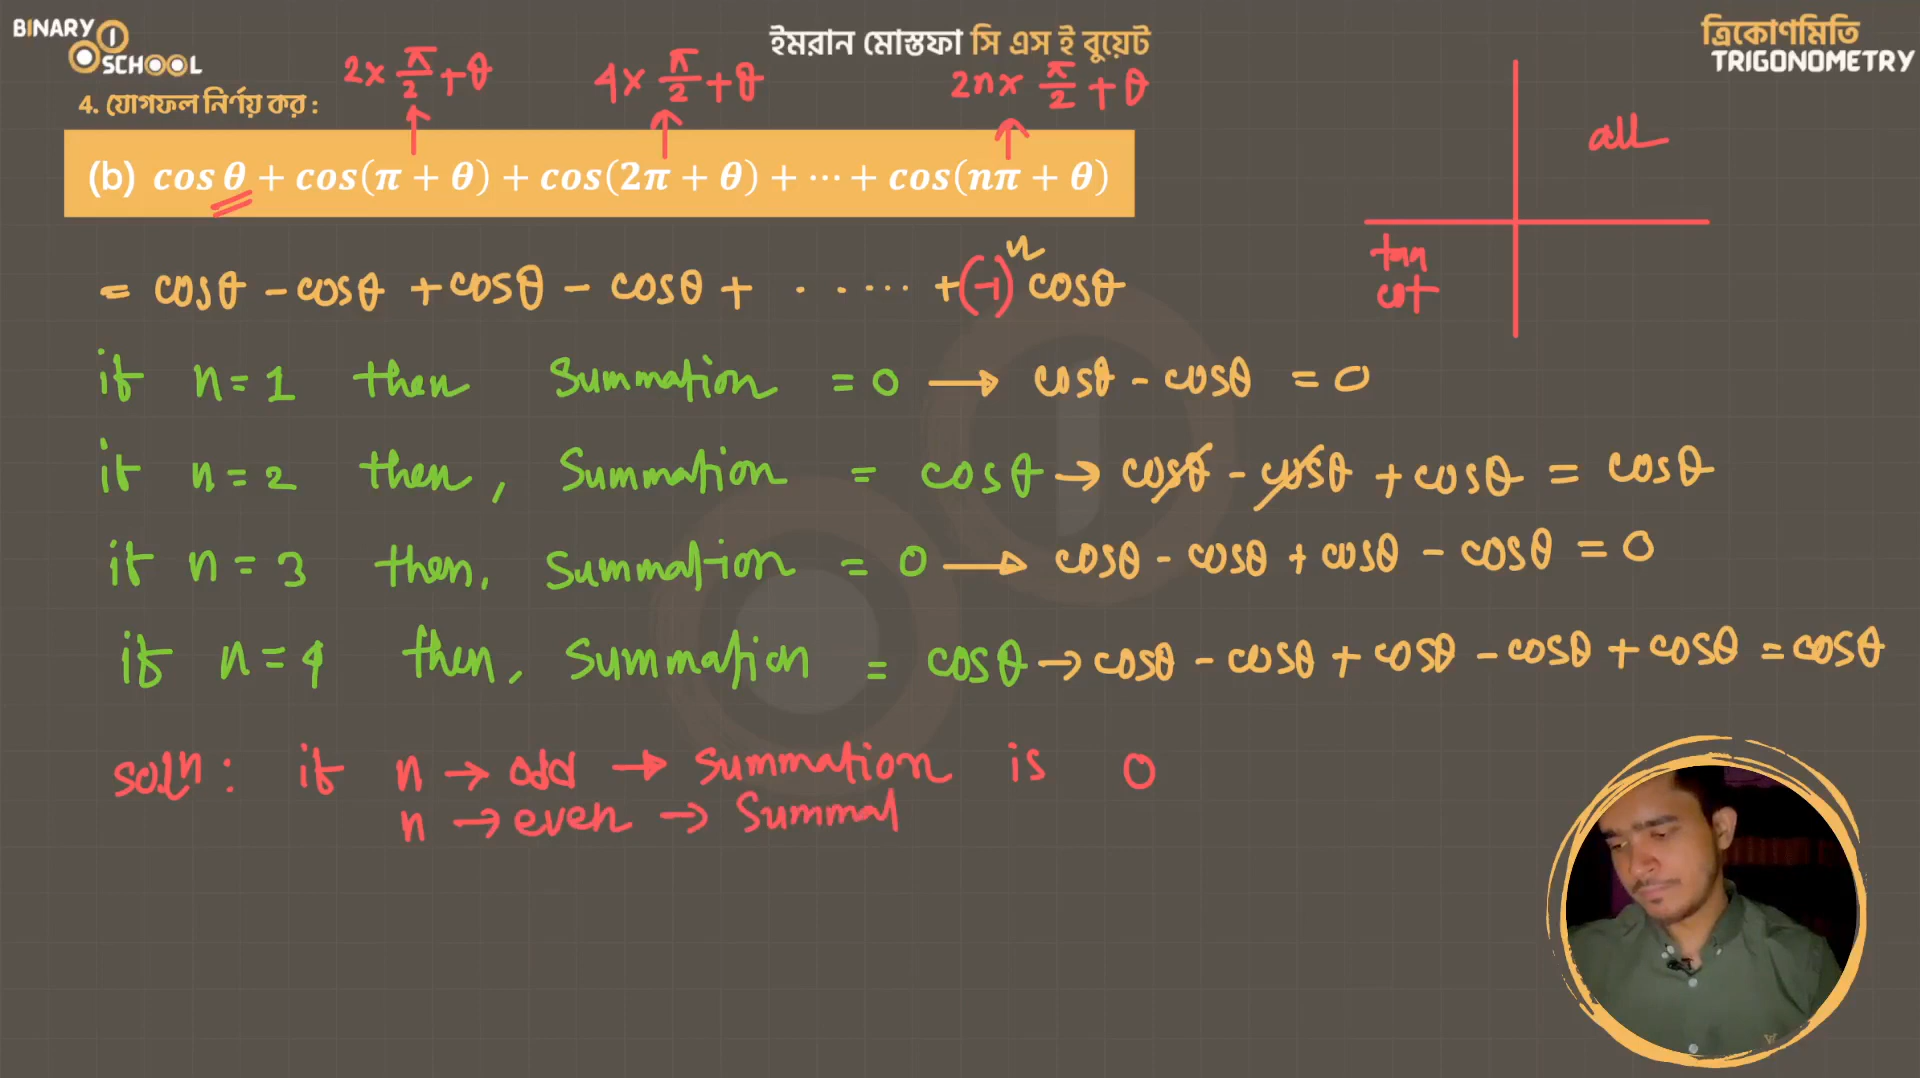 BINARY SCHOOL
ইমরান মোস্তফা সি এস ই বুয়েট
ত্রিকোণমিতি
TRIGONOMETRY
2 × π/2 + θ    4 × π/2 + θ    2n × π/2 + θ
4. যোগফল নির্ণয় কর :
(b) cos θ + cos(π + θ) + cos(2π + θ) + ⋯ + cos(nπ + θ)
all
tan
cot
= cosθ - cosθ + cosθ - cosθ + ....... + (-1)^n cosθ
if n = 1 then Summation = 0 → cosθ - cosθ = 0
if n = 2 then, Summation = cosθ → cosθ - cosθ + cosθ = cosθ
if n = 3 then, Summation = 0 → cosθ - cosθ + cosθ - cosθ = 0
if n = 4 then, Summation = cosθ → cosθ - cosθ + cosθ - cosθ + cosθ = cosθ
soln : if n → odd → Summation is 0
n → even → Summat